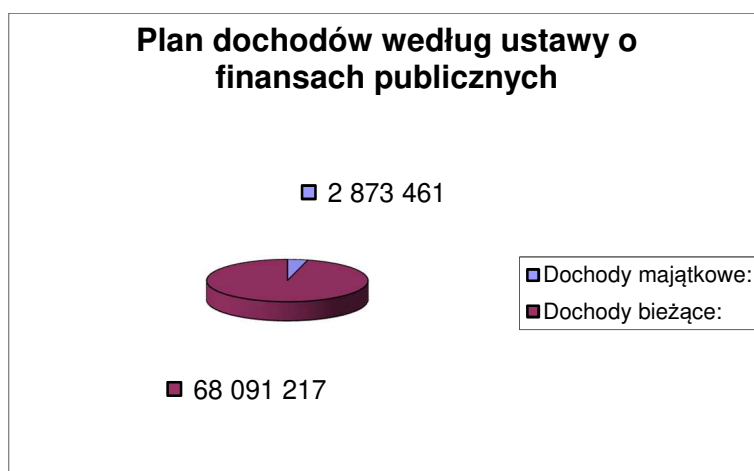 Plan dochodów według ustawy o
finansach publicznych
2 873 461
Dochody majątkowe:
Dochody bieżące:
68 091 217